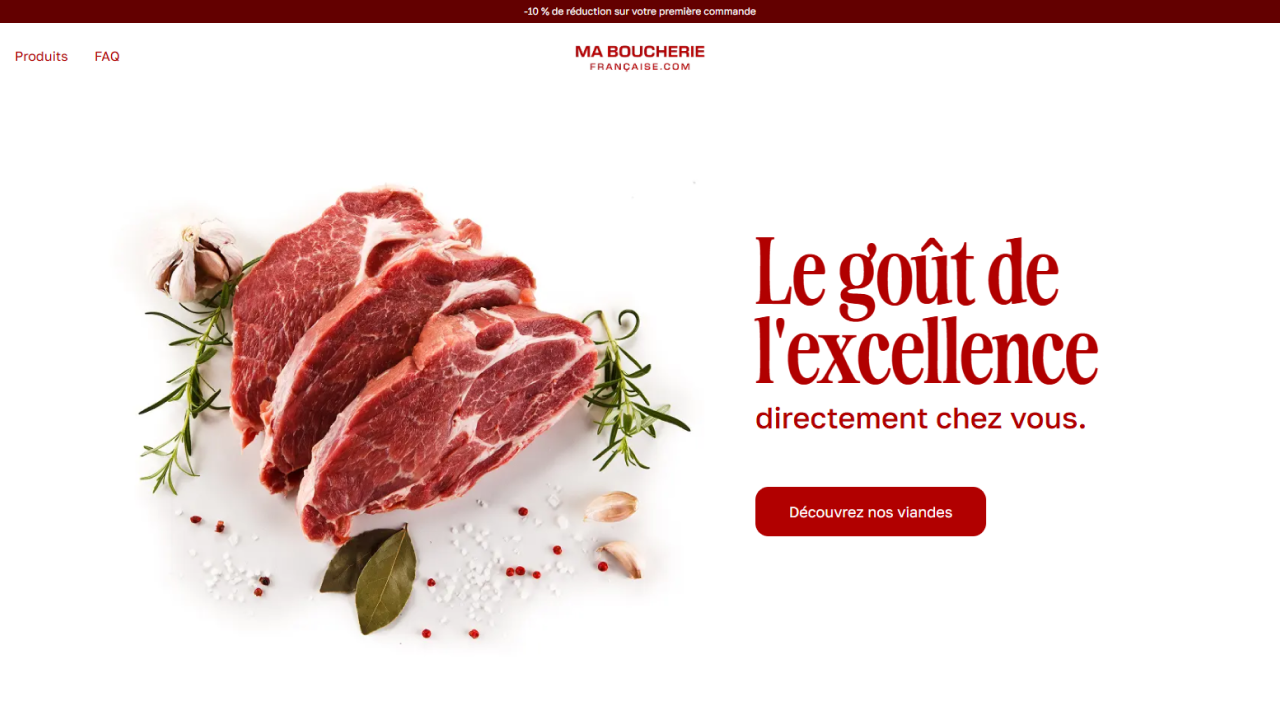 -10 % de réduction sur votre première commande
Produits
FAQ
MA BOUCHERIE
FRANÇAISE.COM
Le goût de
l'excellence
directement chez vous.
Découvrez nos viandes